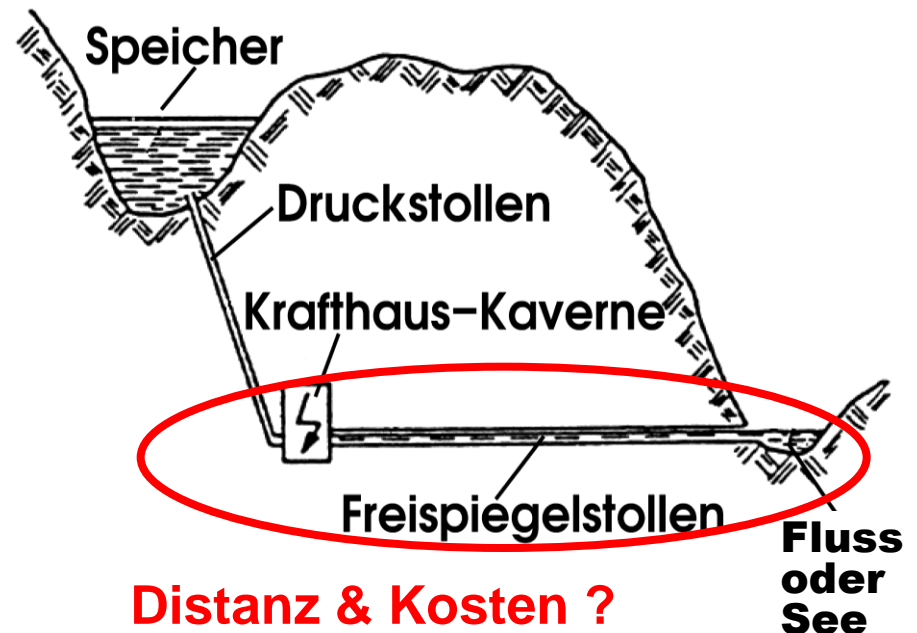 Speicher
Druckstollen
Krafthaus-Kaverne
Freispiegelstollen
Fluss
oder
See
Distanz & Kosten ?